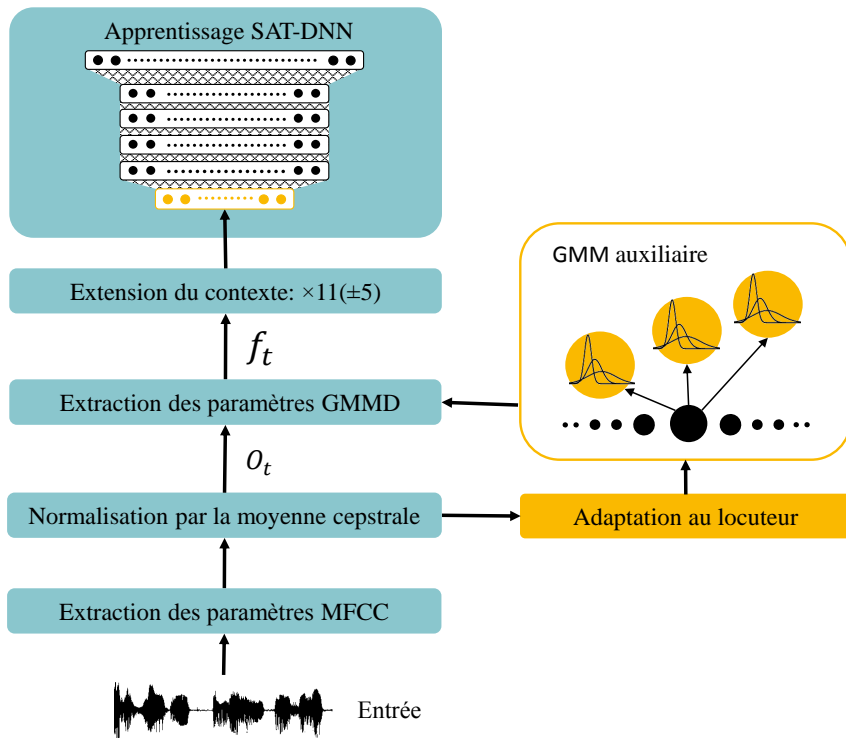 Apprentissage SAT-DNN
Extension du contexte: ×11(±5)
f_t
GMM auxiliaire
Extraction des paramètres GMMD
O_t
Normalisation par la moyenne cepstrale
Adaptation au locuteur
Extraction des paramètres MFCC
Entrée